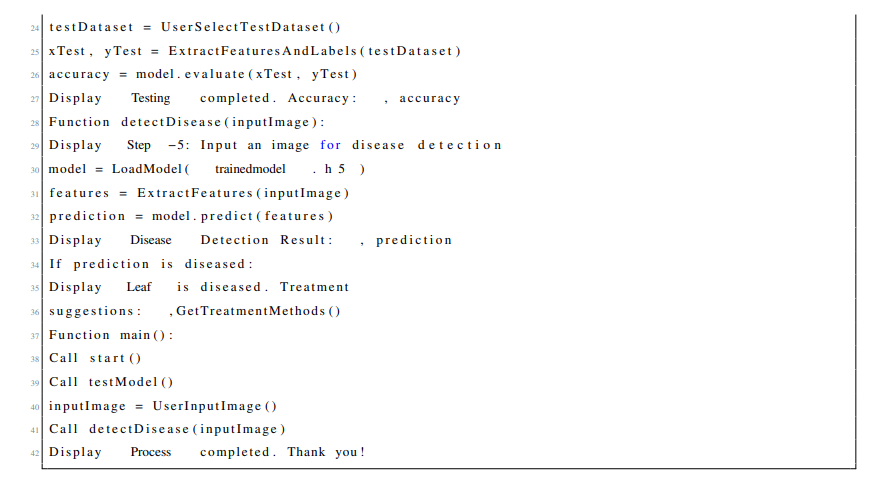 24 testDataset = UserSelectTestDataset()
25 xTest, yTest = ExtractFeaturesAndLabels(testDataset)
26 accuracy = model.evaluate(xTest, yTest)
27 Display Testing completed. Accuracy: , accuracy
28 Function detectDisease(inputImage):
29 Display Step −5: Input an image for disease detection
30 model = LoadModel( trainedmodel .h5 )
31 features = ExtractFeatures(inputImage)
32 prediction = model.predict(features)
33 Display Disease Detection Result: , prediction
34 If prediction is diseased:
35 Display Leaf is diseased. Treatment
36 suggestions: ,GetTreatmentMethods()
37 Function main():
38 Call start()
39 Call testModel()
40 inputImage = UserInputImage()
41 Call detectDisease(inputImage)
42 Display Process completed. Thank you!